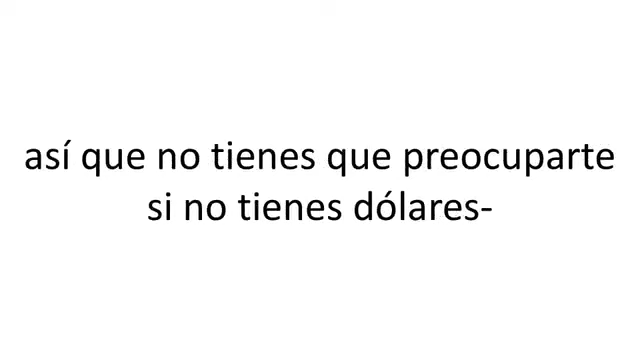 así que no tienes que preocuparte
si no tienes dólares-